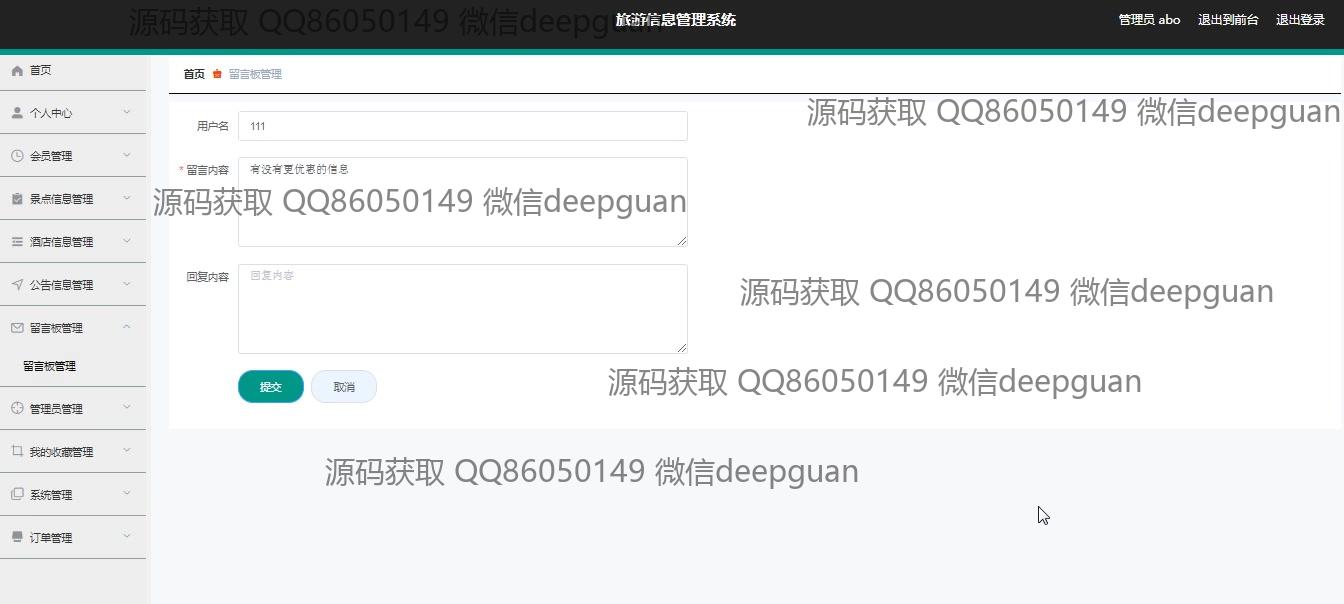 旅游信息管理系统
管理员 abo 退出到前台 退出登录
源码获取 QQ86050149 微信deepguan
首页
个人中心
会员管理
景点信息管理
酒店信息管理
公告信息管理
留言板管理
留言板管理
管理员管理
我的收藏管理
系统管理
订单管理
首页 留言板管理
源码获取 QQ86050149 微信deepguan
用户名 111
* 留言内容 有没有更优惠的信息
源码获取 QQ86050149 微信deepguan
回复内容 回复内容
源码获取 QQ86050149 微信deepguan
提交 取消
源码获取 QQ86050149 微信deepguan
源码获取 QQ86050149 微信deepguan